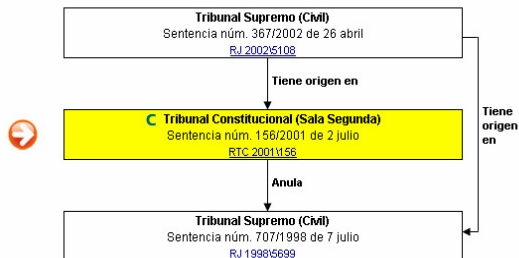 Tribunal Supremo (Civil)
Sentencia núm. 367/2002 de 26 abril
RJ 2002\5108
Tiene origen en
Tiene
origen
en
C Tribunal Constitucional (Sala Segunda)
Sentencia núm. 156/2001 de 2 julio
RTC 2001\156
Anula
Tribunal Supremo (Civil)
Sentencia núm. 707/1998 de 7 julio
RJ 1998\5699